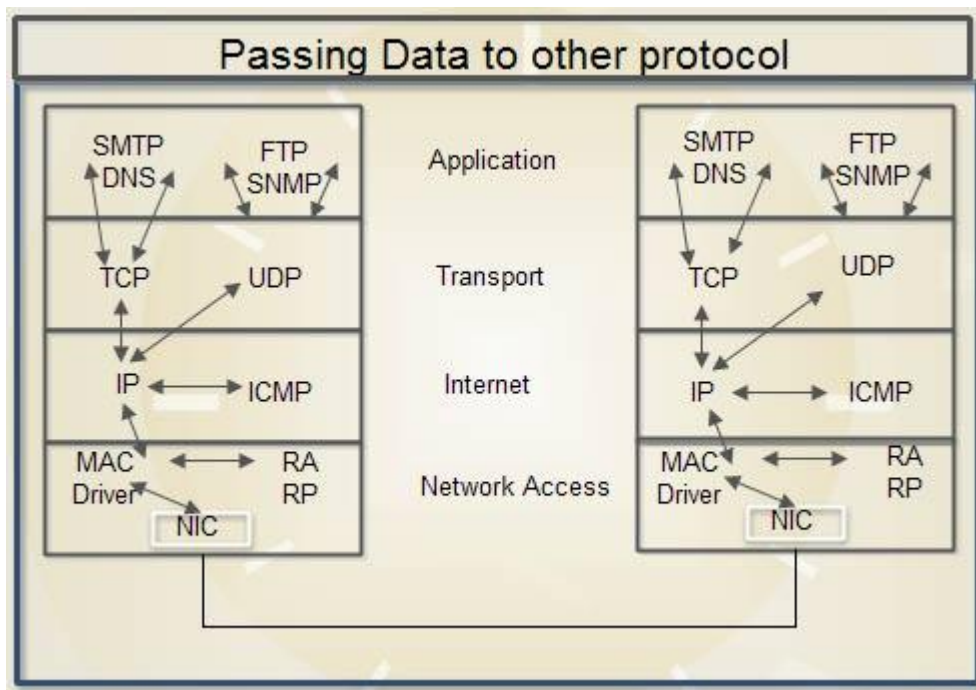 Passing Data to other protocol
SMTP
DNS
FTP
SNMP
Application
SMTP
DNS
FTP
SNMP
TCP
UDP
Transport
TCP
UDP
IP
ICMP
Internet
IP
ICMP
MAC
Driver
RA
RP
NIC
Network Access
MAC
Driver
RA
RP
NIC